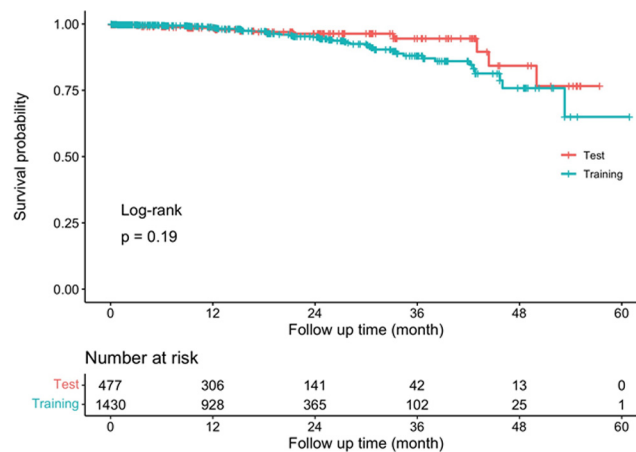 1.00
0.75
0.50
0.25
0.00
Survival probability
Test
Training
Log-rank
p = 0.19
0 12 24 36 48 60
Follow up time (month)
Number at risk
Test 477 306 141 42 13 0
Training 1430 928 365 102 25 1
0 12 24 36 48 60
Follow up time (month)